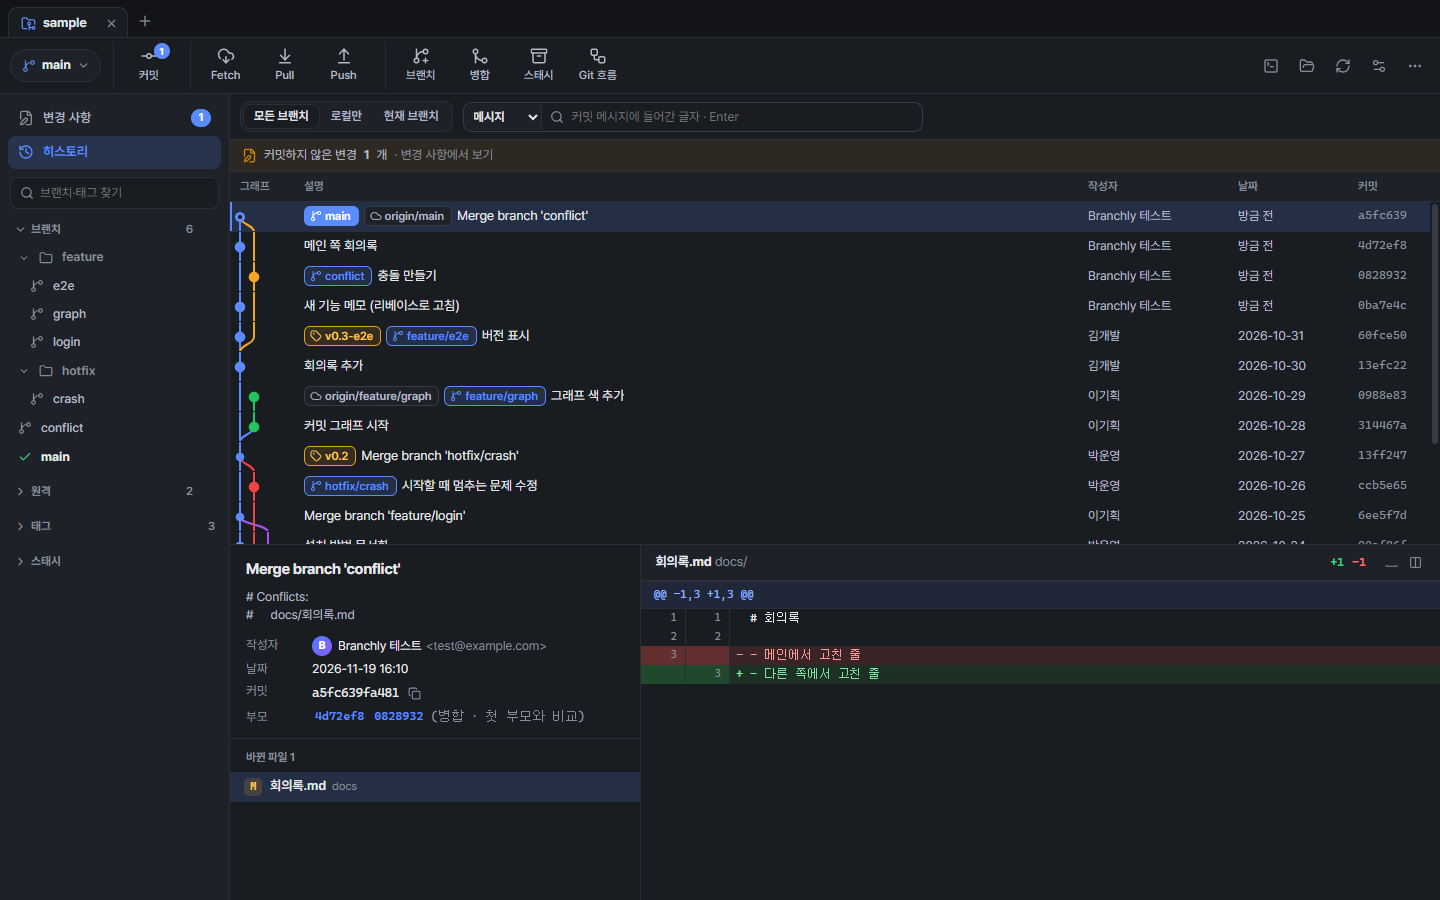 sample
main
커밋
1
Fetch
Pull
Push
브랜치
병합
스태시
Git 흐름
변경 사항
1
히스토리
브랜치·태그 찾기
브랜치
6
feature
e2e
graph
login
hotfix
crash
conflict
main
원격
2
태그
3
스태시
모든 브랜치
로컬만
현재 브랜치
메시지
커밋 메시지에 들어간 글자 · Enter
커밋하지 않은 변경 1 개 · 변경 사항에서 보기
그래프 설명 작성자 날짜 커밋
main origin/main Merge branch 'conflict' Branchly 테스트 방금 전 a5fc639
메인 쪽 회의록 Branchly 테스트 방금 전 4d72ef8
conflict 충돌 만들기 Branchly 테스트 방금 전 0828932
새 기능 메모 (리베이스로 고침) Branchly 테스트 방금 전 0ba7e4c
v0.3-e2e feature/e2e 버전 표시 김개발 2026-10-31 60fce50
회의록 추가 김개발 2026-10-30 13efc22
origin/feature/graph feature/graph 그래프 색 추가 이기획 2026-10-29 0988e83
커밋 그래프 시작 이기획 2026-10-28 314467a
v0.2 Merge branch 'hotfix/crash' 박운영 2026-10-27 13ff247
hotfix/crash 시작할 때 멈추는 문제 수정 박운영 2026-10-26 ccb5e65
Merge branch 'feature/login' 이기획 2026-10-25 6ee5f7d
Merge branch 'conflict'
# Conflicts:
# docs/회의록.md
작성자 B Branchly 테스트 <test@example.com>
날짜 2026-11-19 16:10
커밋 a5fc639fa481
부모 4d72ef8 0828932 (병합 · 첫 부모와 비교)
바뀐 파일 1
M 회의록.md docs
회의록.md docs/
+1 −1
@@ -1,3 +1,3 @@
1 1 # 회의록
2 2
3 - - 메인에서 고친 줄
3 + - 다른 쪽에서 고친 줄